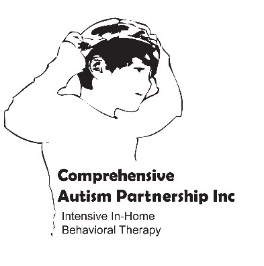 Comprehensive
Autism Partnership Inc
Intensive In-Home
Behavioral Therapy